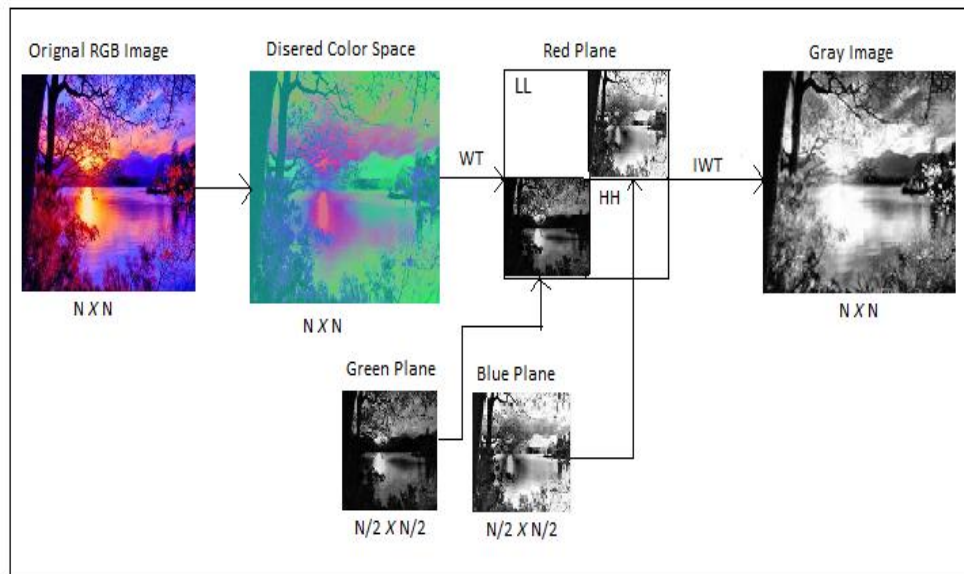 Orignal RGB Image
Disered Color Space
Red Plane
Gray Image
LL
WT
HH
IWT
N X N
N X N
N X N
Green Plane
Blue Plane
N/2 X N/2
N/2 X N/2